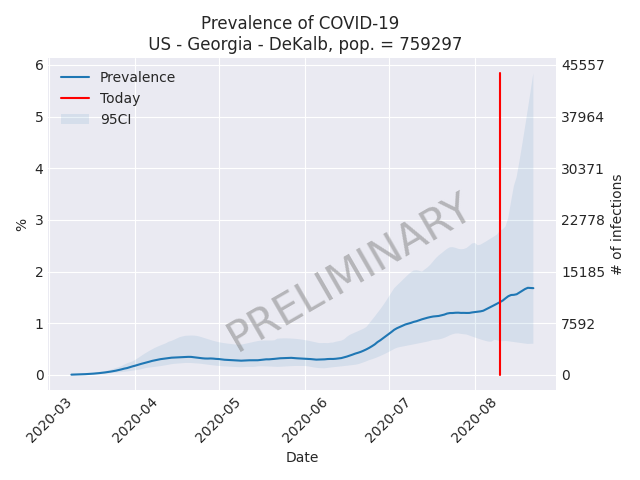 Prevalence of COVID-19
US - Georgia - DeKalb, pop. = 759297
Prevalence
Today
95CI
6
5
4
3
2
1
0
45557
37964
30371
22778
15185
7592
0
%
# of infections
PRELIMINARY
2020-03
2020-04
2020-05
2020-06
2020-07
2020-08
Date